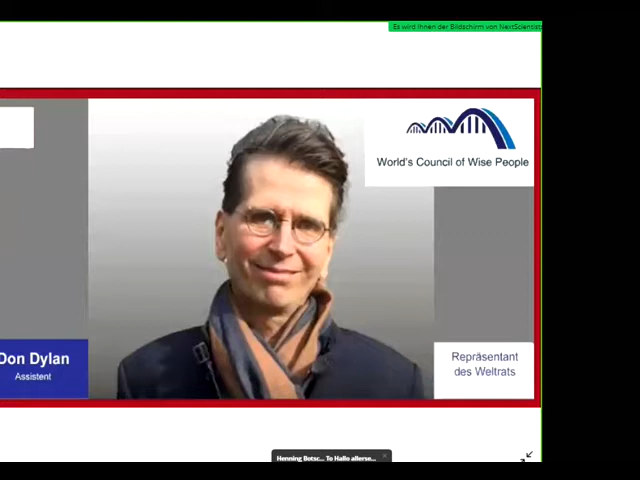 Es wird Ihnen der Bildschirm von NextScientist
World's Council of Wise People
Don Dylan
Assistent
Repräsentant
des Weltrats
Henning Botsc... To Hallo allerse...